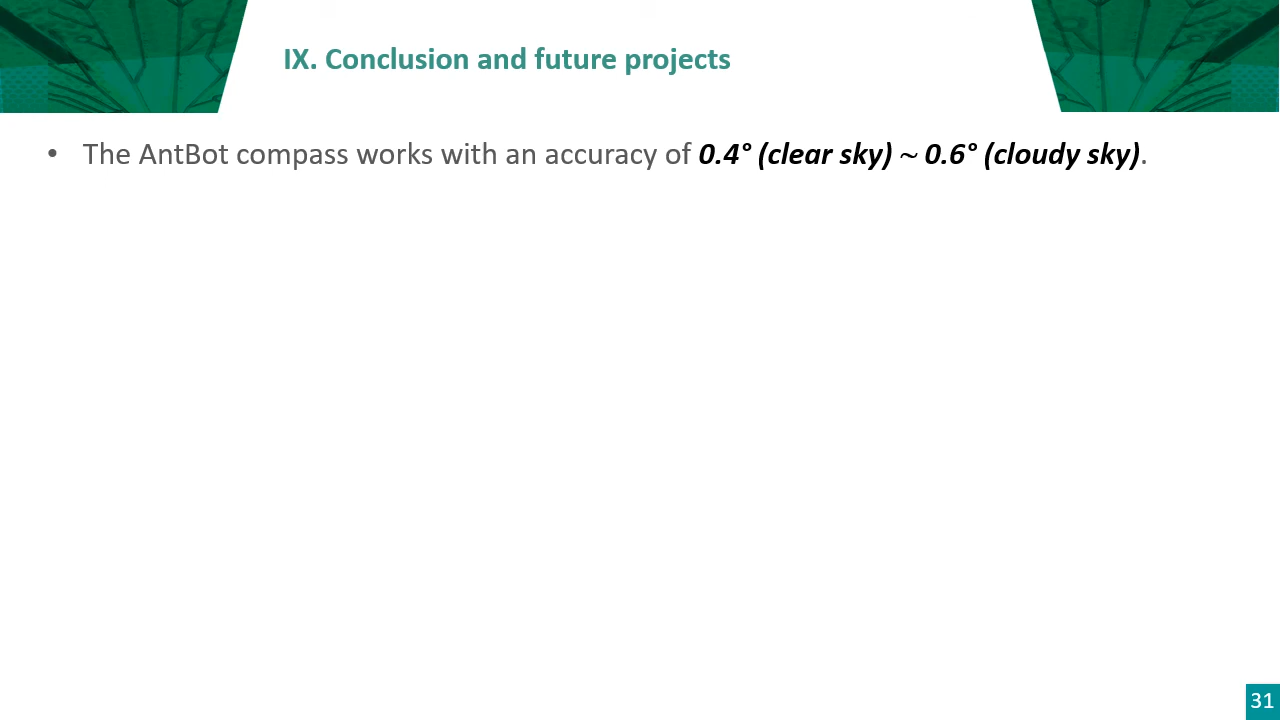 IX. Conclusion and future projects
• The AntBot compass works with an accuracy of 0.4° (clear sky) ~ 0.6° (cloudy sky).
31